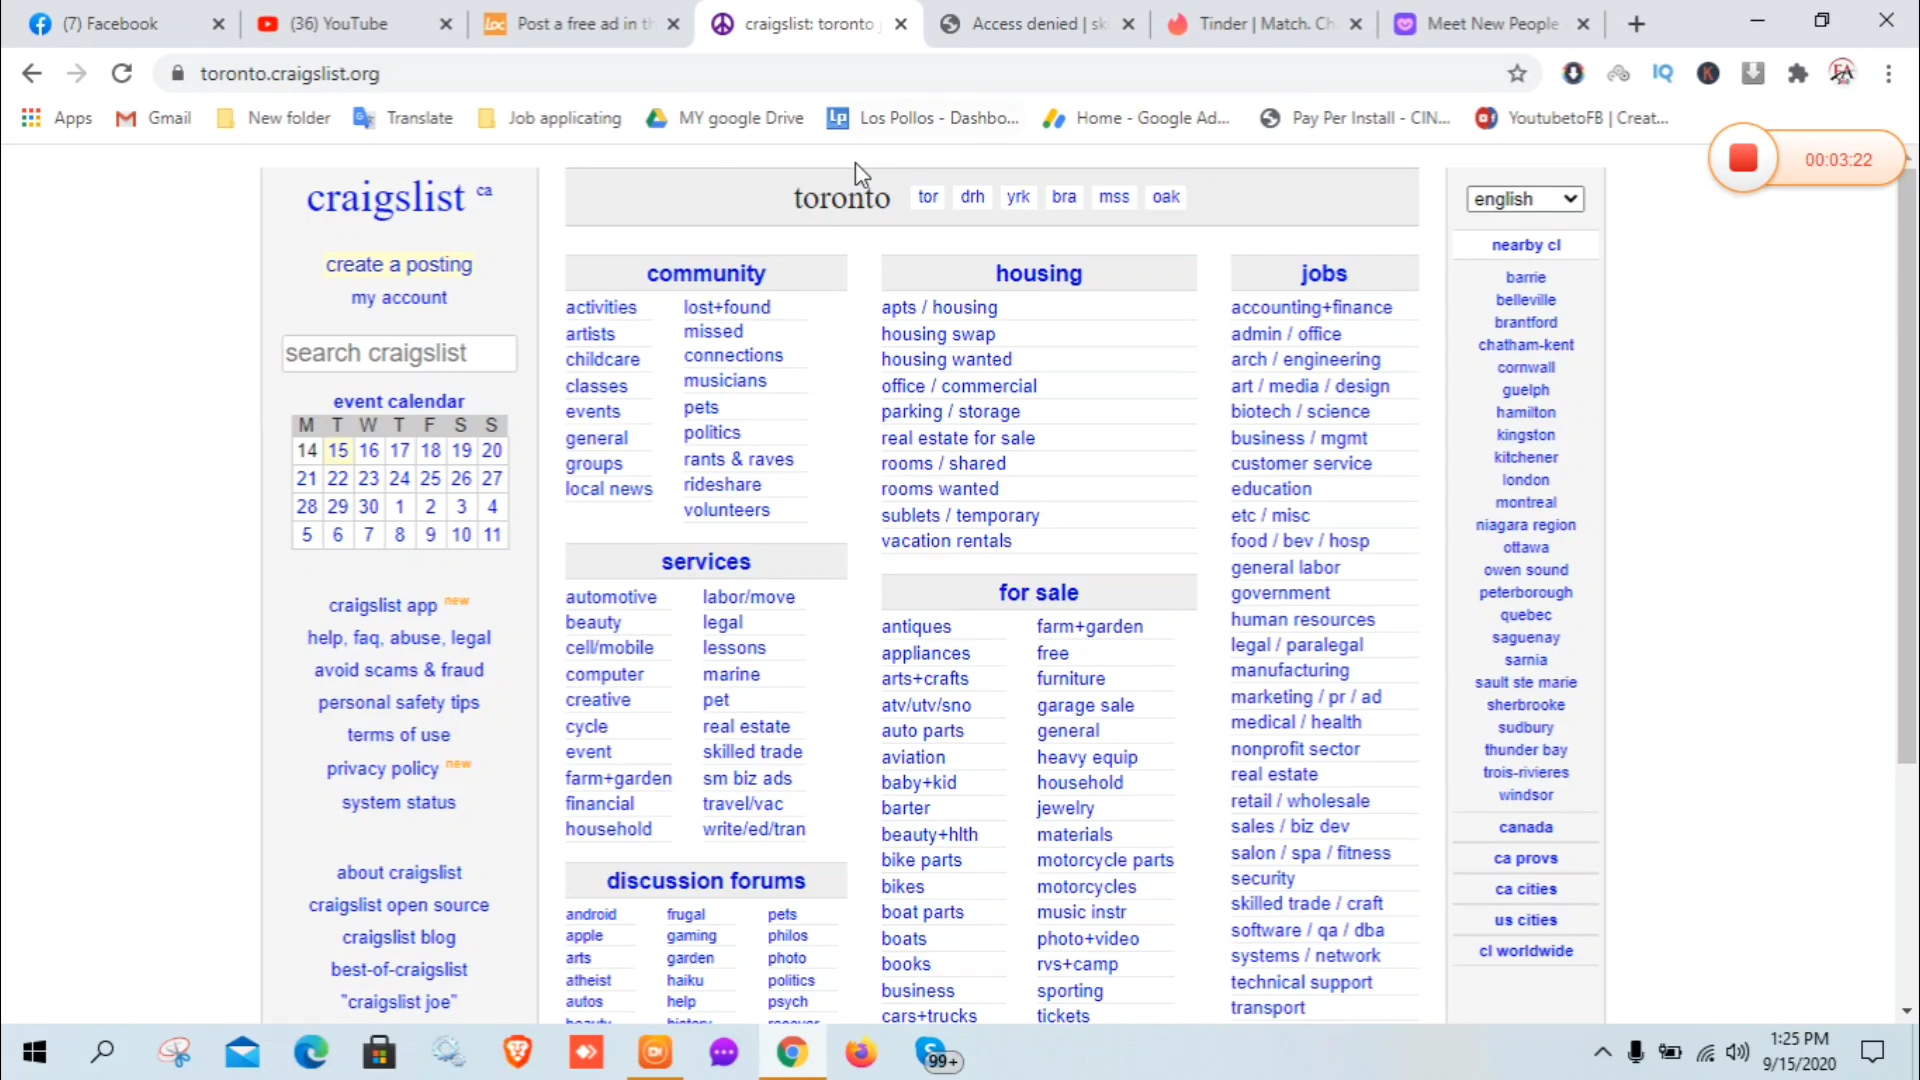 (7) Facebook
(36) YouTube
Post a free ad in th
craigslist: toronto j
Access denied | ski
Tinder | Match. Ch
Meet New People
toronto.craigslist.org
Apps
Gmail
New folder
Translate
Job applicating
MY google Drive
Los Pollos - Dashbo...
Home - Google Ad...
Pay Per Install - CIN...
YoutubetoFB | Creat...
00:03:22
craigslist ca
create a posting
my account
search craigslist
event calendar
M T W T F S S
14 15 16 17 18 19 20
21 22 23 24 25 26 27
28 29 30 1 2 3 4
5 6 7 8 9 10 11
craigslist app new
help, faq, abuse, legal
avoid scams & fraud
personal safety tips
terms of use
privacy policy new
system status
about craigslist
craigslist open source
craigslist blog
best-of-craigslist
"craigslist joe"
toronto tor drh yrk bra mss oak
community
activities
artists
childcare
classes
events
general
groups
local news
lost+found
missed
connections
musicians
pets
politics
rants & raves
rideshare
volunteers
services
automotive
beauty
cell/mobile
computer
creative
cycle
event
farm+garden
financial
household
labor/move
legal
lessons
marine
pet
real estate
skilled trade
sm biz ads
travel/vac
write/ed/tran
discussion forums
android
apple
arts
atheist
autos
beauty
frugal
gaming
garden
haiku
help
history
pets
philos
photo
politics
psych
recover
housing
apts / housing
housing swap
housing wanted
office / commercial
parking / storage
real estate for sale
rooms / shared
rooms wanted
sublets / temporary
vacation rentals
for sale
antiques
appliances
arts+crafts
atv/utv/sno
auto parts
aviation
baby+kid
barter
beauty+hlth
bike parts
bikes
boat parts
boats
books
business
cars+trucks
farm+garden
free
furniture
garage sale
general
heavy equip
household
jewelry
materials
motorcycle parts
motorcycles
music instr
photo+video
rvs+camp
sporting
tickets
jobs
accounting+finance
admin / office
arch / engineering
art / media / design
biotech / science
business / mgmt
customer service
education
etc / misc
food / bev / hosp
general labor
government
human resources
legal / paralegal
manufacturing
marketing / pr / ad
medical / health
nonprofit sector
real estate
retail / wholesale
sales / biz dev
salon / spa / fitness
security
skilled trade / craft
software / qa / dba
systems / network
technical support
transport
english
nearby cl
barrie
belleville
brantford
chatham-kent
cornwall
guelph
hamilton
kingston
kitchener
london
montreal
niagara region
ottawa
owen sound
peterborough
quebec
saguenay
sarnia
sault ste marie
sherbrooke
sudbury
thunder bay
trois-rivieres
windsor
canada
ca provs
ca cities
us cities
cl worldwide
99+
1:25 PM
9/15/2020